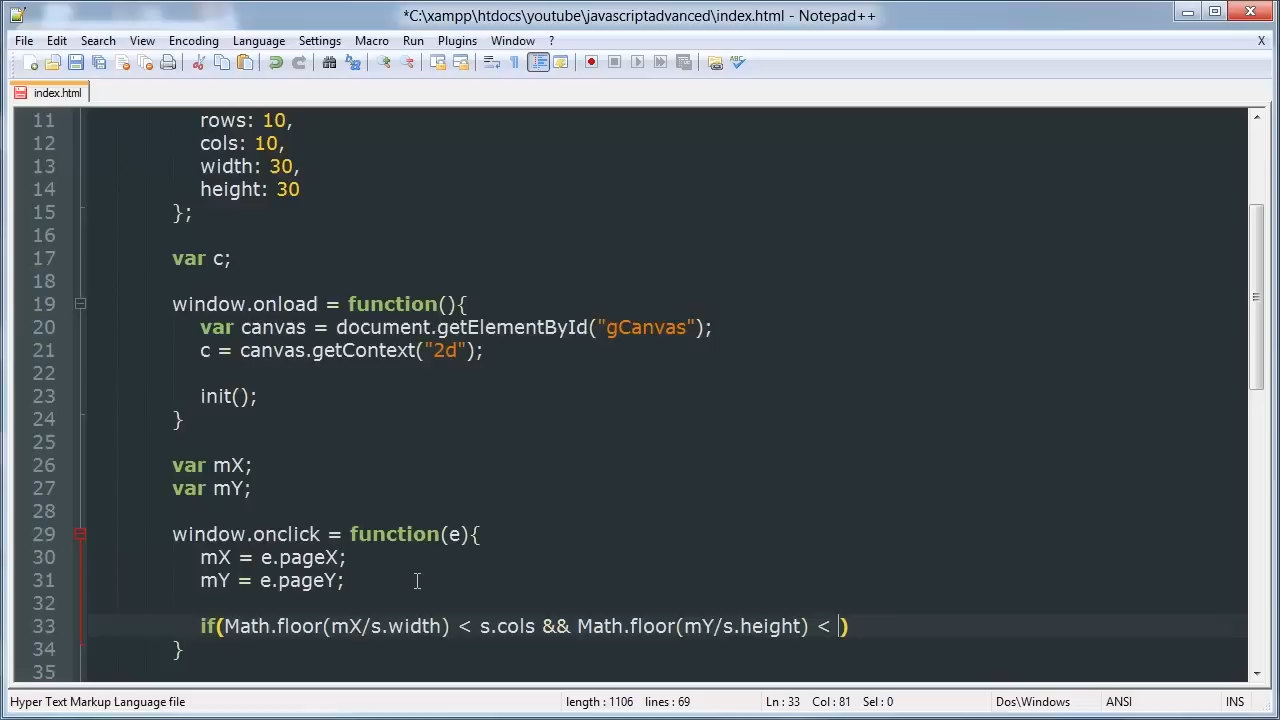 *C:\xampp\htdocs\youtube\javascriptadvanced\index.html - Notepad++
File Edit Search View Encoding Language Settings Macro Run Plugins Window ? X
index.html
11 rows: 10,
12 cols: 10,
13 width: 30,
14 height: 30
15 };
16
17 var c;
18
19 window.onload = function(){
20 var canvas = document.getElementById("gCanvas");
21 c = canvas.getContext("2d");
22
23 init();
24 }
25
26 var mX;
27 var mY;
28
29 window.onclick = function(e){
30 mX = e.pageX;
31 mY = e.pageY;
32
33 if(Math.floor(mX/s.width) < s.cols && Math.floor(mY/s.height) < )
34 }
35
Hyper Text Markup Language file length : 1106 lines : 69 Ln : 33 Col : 81 Sel : 0 Dos\Windows ANSI INS